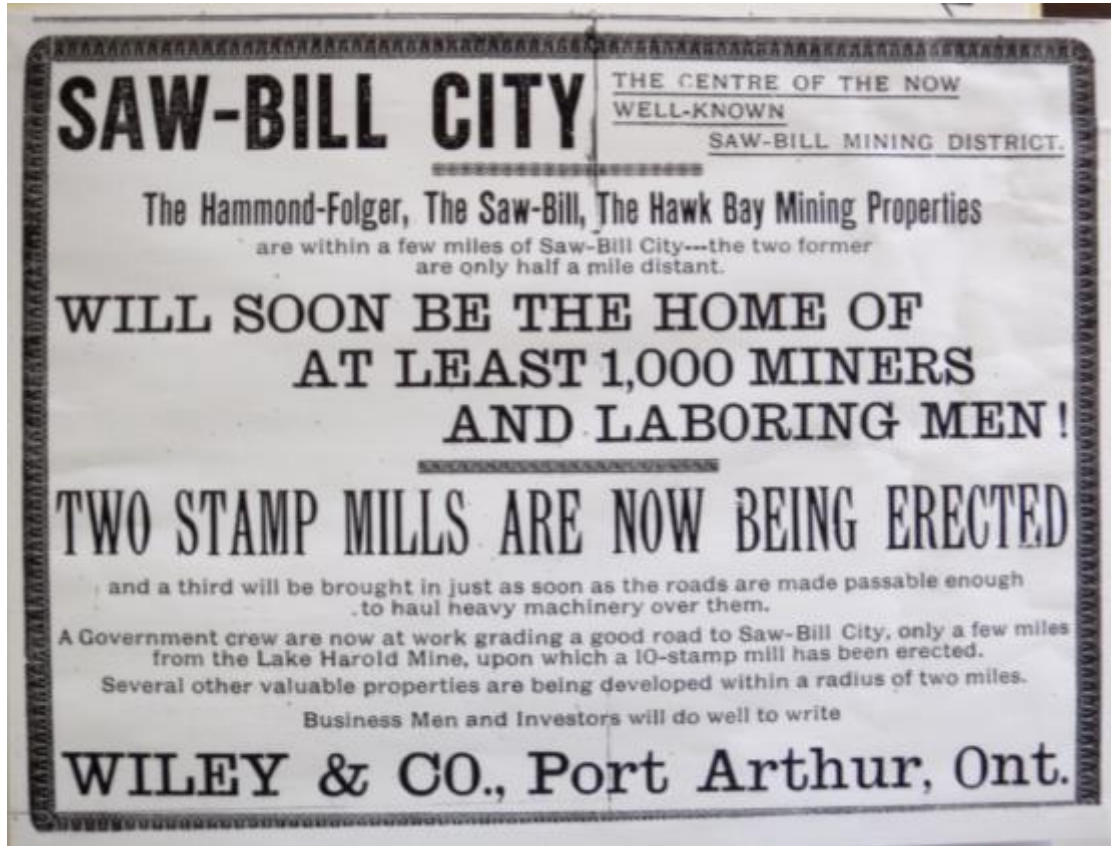 SAW-BILL CITY
THE CENTRE OF THE NOW
WELL-KNOWN
SAW-BILL MINING DISTRICT.
The Hammond-Folger, The Saw-Bill, The Hawk Bay Mining Properties
are within a few miles of Saw-Bill City---the two former
are only half a mile distant.
WILL SOON BE THE HOME OF
AT LEAST 1,000 MINERS
AND LABORING MEN!
TWO STAMP MILLS ARE NOW BEING ERECTED
and a third will be brought in just as soon as the roads are made passable enough
to haul heavy machinery over them.
A Government crew are now at work grading a good road to Saw-Bill City, only a few miles
from the Lake Harold Mine, upon which a 10-stamp mill has been erected.
Several other valuable properties are being developed within a radius of two miles.
Business Men and Investors will do well to write
WILEY & CO., Port Arthur, Ont.